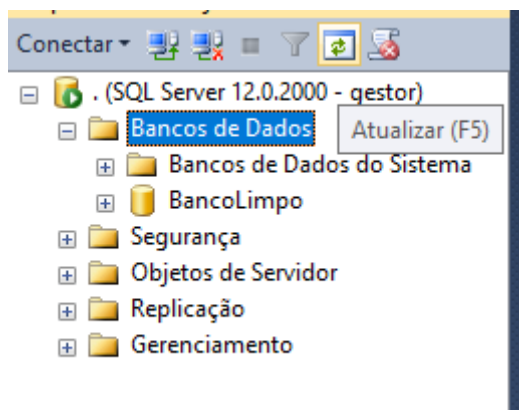 Conectar
. (SQL Server 12.0.2000 - gestor)
Bancos de Dados
Atualizar (F5)
Bancos de Dados do Sistema
BancoLimpo
Segurança
Objetos de Servidor
Replicação
Gerenciamento